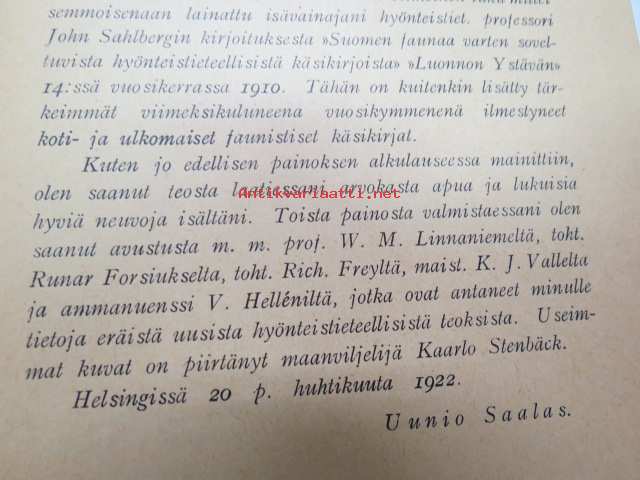 semmoisenaan lainattu isävainajani hyönteistiet. professori
John Sahlbergin kirjoituksesta »Suomen faunaa varten sovel-
tuvista hyönteistieteellisistä käsikirjoista» »Luonnon Ystävän»
14:ssä vuosikerrassa 1910. Tähän on kuitenkin lisätty tär-
keimmät viimeksikuluneena vuosikymmenenä ilmestyneet
koti- ja ulkomaiset faunistiset käsikirjat.
Kuten jo edellisen painoksen alkulauseessa mainittiin,
olen saanut teosta laatiessani arvokasta apua ja lukuisia
Antikvariaatti.net
hyviä neuvoja isältäni. Toista painosta valmistaessani olen
saanut avustusta m. m. prof. W. M. Linnaniemeltä, toht.
Runar Forsiukselta, toht. Rich. Freyltä, maist. K. J. Vallelta
ja ammanuenssi V. Helléniltä, jotka ovat antaneet minulle
tietoja eräistä uusista hyönteistieteellisistä teoksista. Useim-
mat kuvat on piirtänyt maanviljelijä Kaarlo Stenbäck.
Helsingissä 20 p. huhtikuuta 1922.
Uunio Saalas.